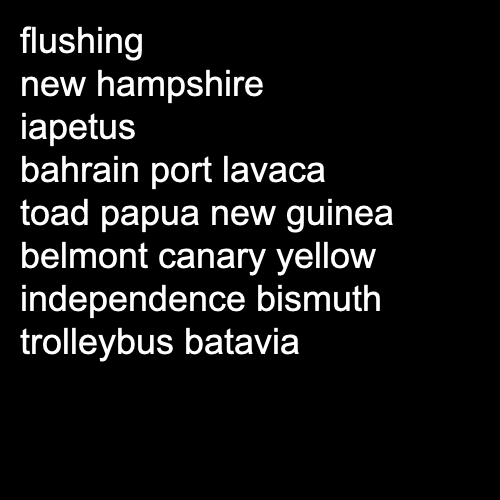 flushing
new hampshire
iapetus
bahrain port lavaca
toad papua new guinea
belmont canary yellow
independence bismuth
trolleybus batavia